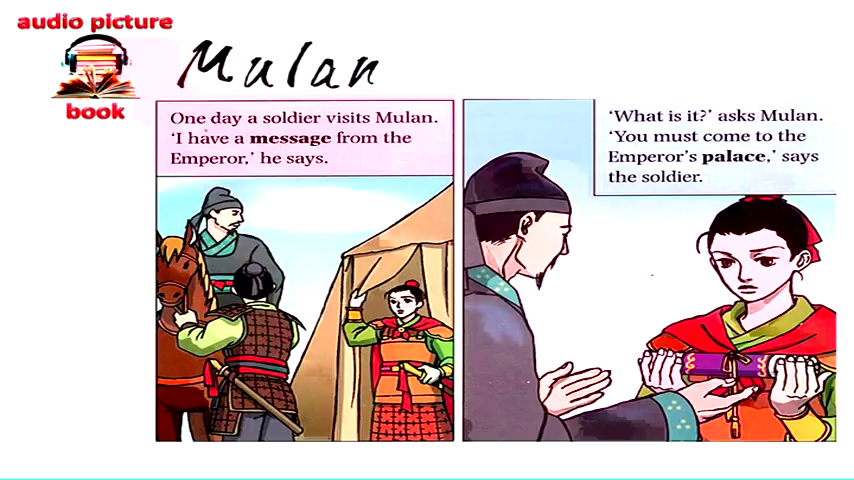 audio picture
book
Mulan
One day a soldier visits Mulan.
‘I have a message from the
Emperor,’ he says.
‘What is it?’ asks Mulan.
‘You must come to the
Emperor’s palace,’ says
the soldier.